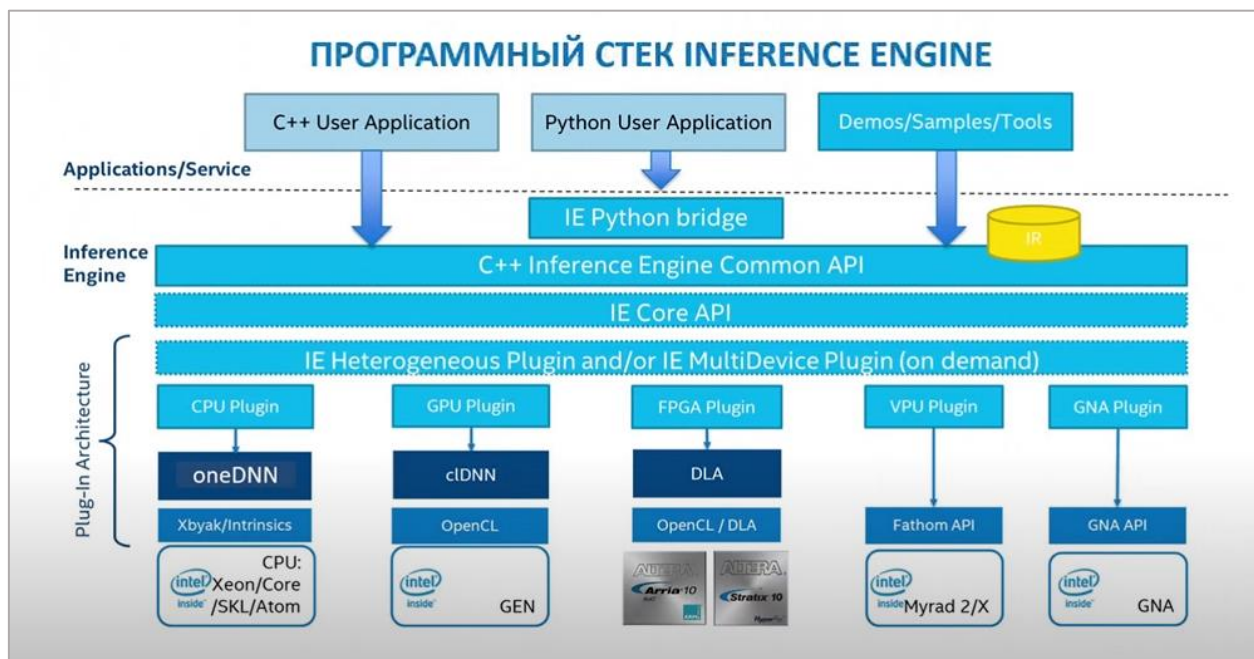 ПРОГРАММНЫЙ СТЕК INFERENCE ENGINE
C++ User Application
Python User Application
Demos/Samples/Tools
Applications/Service
IE Python bridge
IR
Inference
Engine
C++ Inference Engine Common API
IE Core API
IE Heterogeneous Plugin and/or IE MultiDevice Plugin (on demand)
Plug-In Architecture
CPU Plugin
GPU Plugin
FPGA Plugin
VPU Plugin
GNA Plugin
oneDNN
clDNN
DLA
Xbyak/Intrinsics
OpenCL
OpenCL / DLA
Fathom API
GNA API
intel inside
CPU:
Xeon/Core
/SKL/Atom
intel inside
GEN
ALTERA
Arria 10
ALTERA
Stratix 10
intel inside
Myrad 2/X
intel inside
GNA